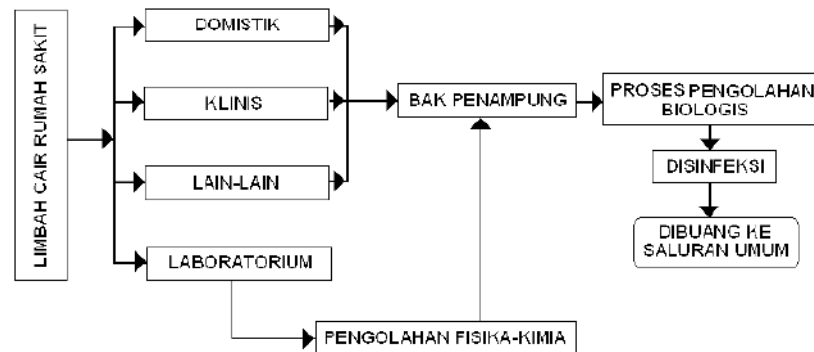 LIMBAH CAIR RUMAH SAKIT
DOMISTIK
KLINIS
LAIN-LAIN
LABORATORIUM
PENGOLAHAN FISIKA-KIMIA
BAK PENAMPUNG
PROSES PENGOLAHAN
BIOLOGIS
DISINFEKSI
DIBUANG KE
SALURAN UMUM